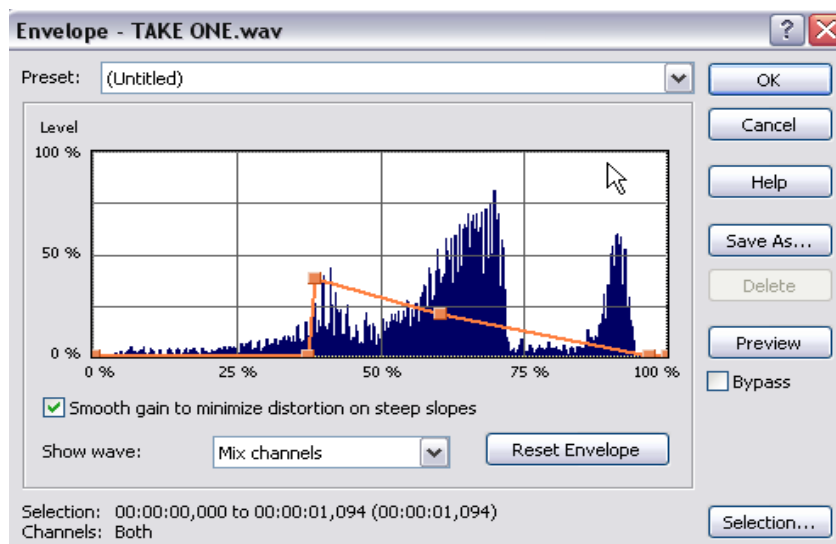 Envelope - TAKE ONE.wav
Preset: (Untitled)
OK
Cancel
Help
Save As...
Delete
Preview
Bypass
Level
100 %
50 %
0 %
0 % 25 % 50 % 75 % 100 %
Smooth gain to minimize distortion on steep slopes
Show wave: Mix channels Reset Envelope
Selection: 00:00:00,000 to 00:00:01,094 (00:00:01,094)
Channels: Both
Selection...